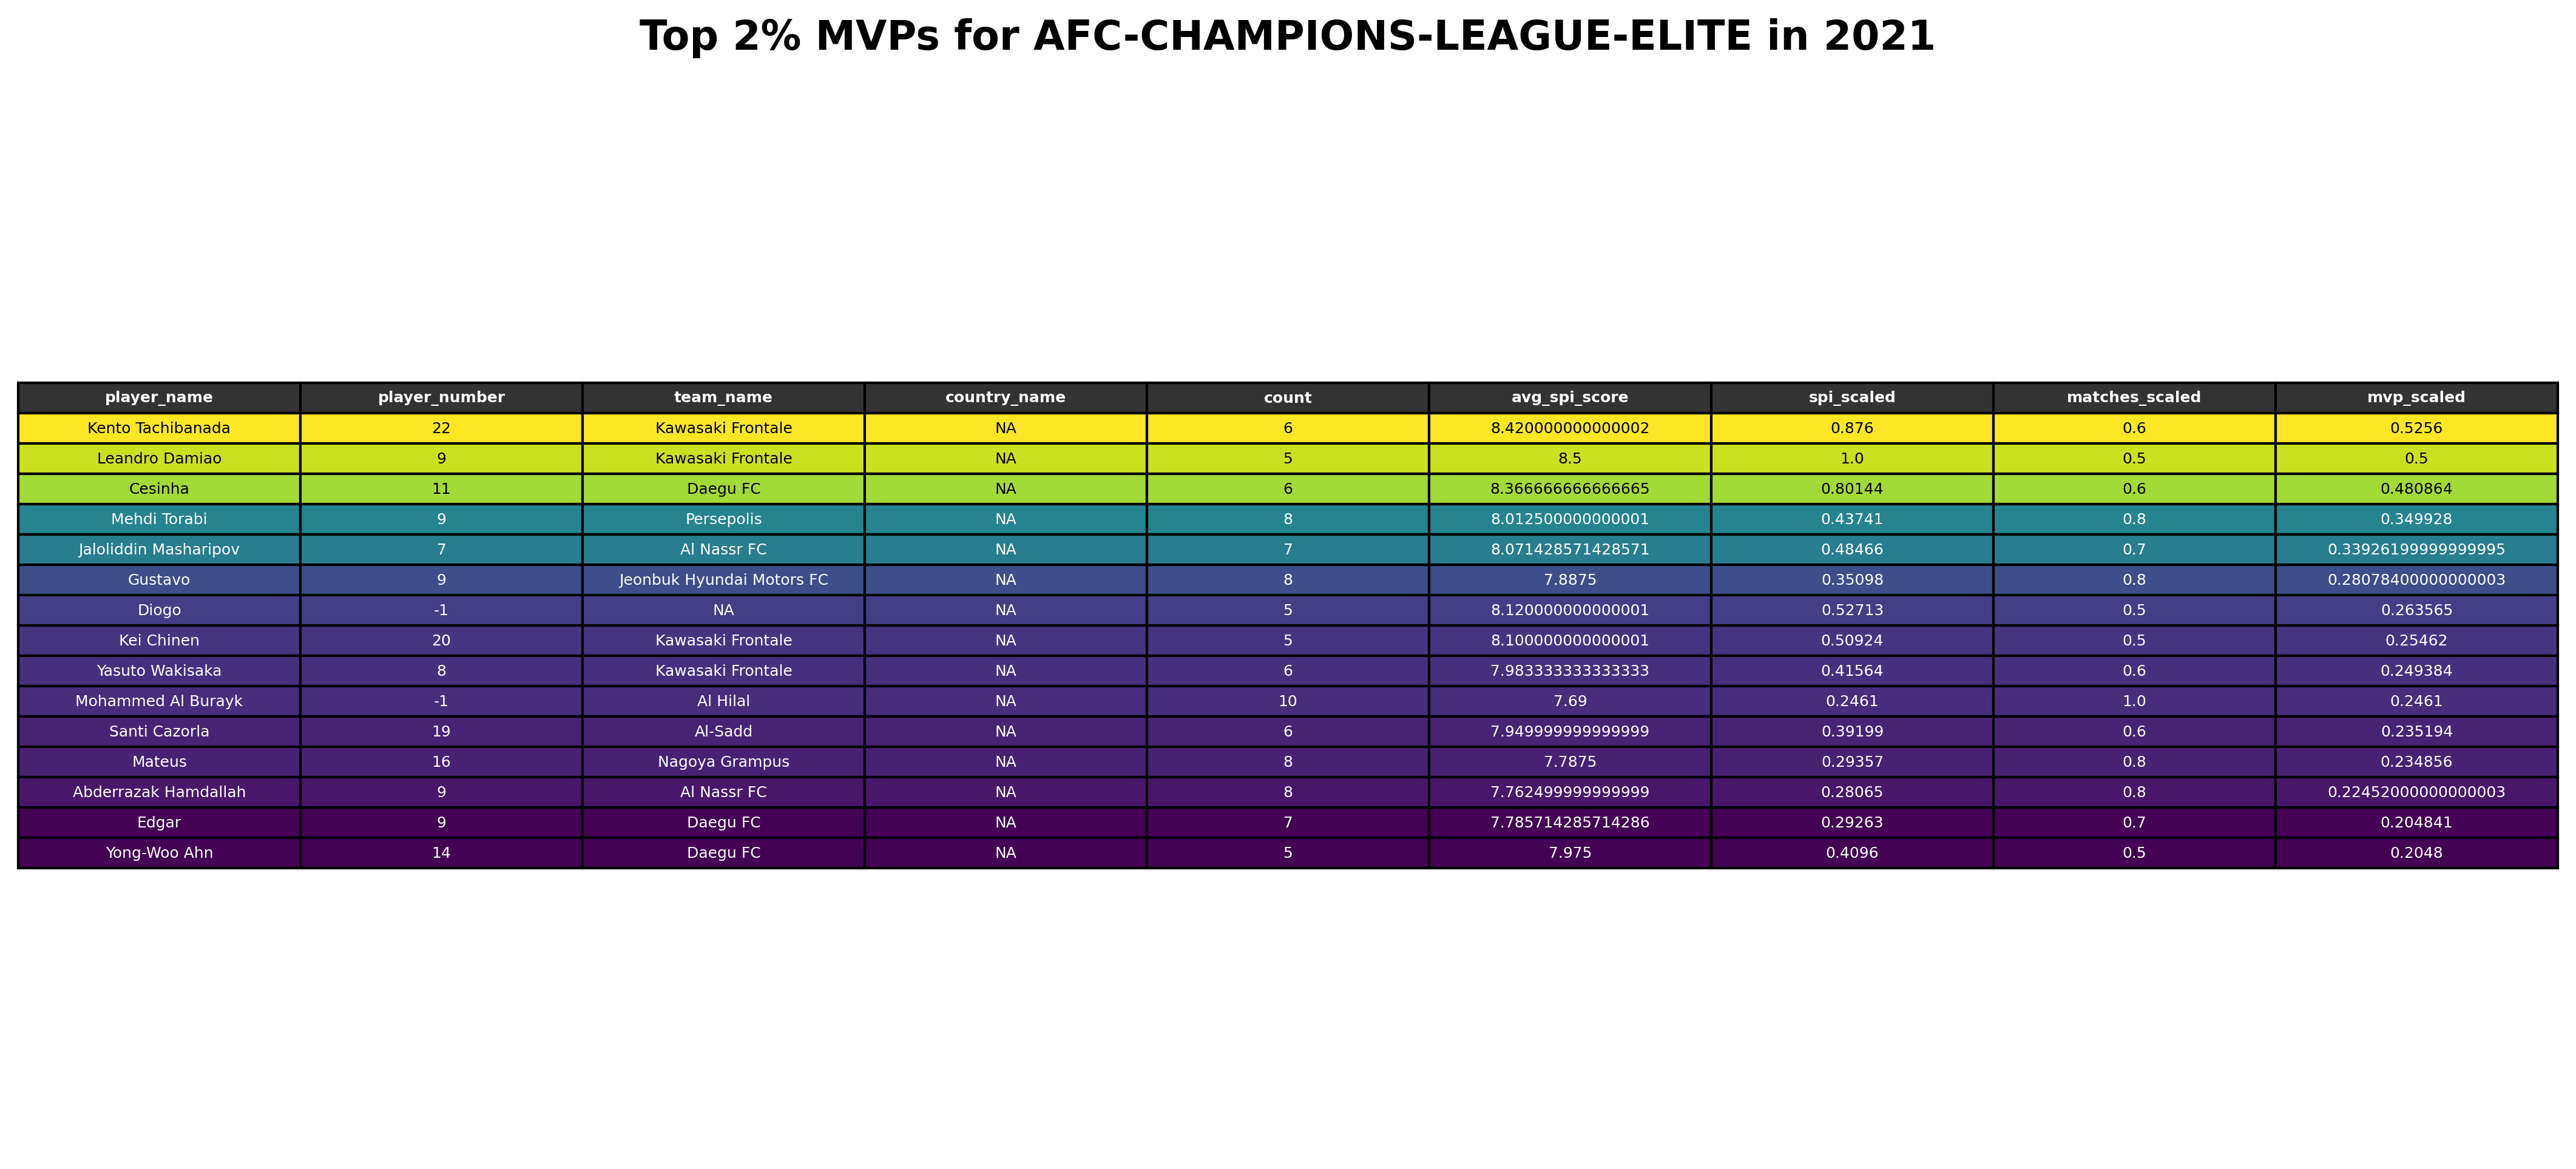 Top 2% MVPs for AFC-CHAMPIONS-LEAGUE-ELITE in 2021
player_name player_number team_name country_name count avg_spi_score spi_scaled matches_scaled mvp_scaled
Kento Tachibanada 22 Kawasaki Frontale NA 6 8.420000000000002 0.876 0.6 0.5256
Leandro Damiao 9 Kawasaki Frontale NA 5 8.5 1.0 0.5 0.5
Cesinha 11 Daegu FC NA 6 8.366666666666665 0.80144 0.6 0.480864
Mehdi Torabi 9 Persepolis NA 8 8.012500000000001 0.43741 0.8 0.349928
Jaloliddin Masharipov 7 Al Nassr FC NA 7 8.071428571428571 0.48466 0.7 0.339261999999999995
Gustavo 9 Jeonbuk Hyundai Motors FC NA 8 7.8875 0.35098 0.8 0.28078400000000003
Diogo -1 NA NA 5 8.120000000000001 0.52713 0.5 0.263565
Kei Chinen 20 Kawasaki Frontale NA 5 8.100000000000001 0.50924 0.5 0.25462
Yasuto Wakisaka 8 Kawasaki Frontale NA 6 7.983333333333333 0.41564 0.6 0.249384
Mohammed Al Burayk -1 Al Hilal NA 10 7.69 0.2461 1.0 0.2461
Santi Cazorla 19 Al-Sadd NA 6 7.949999999999999 0.39199 0.6 0.235194
Mateus 16 Nagoya Grampus NA 8 7.7875 0.29357 0.8 0.234856
Abderrazak Hamdallah 9 Al Nassr FC NA 8 7.762499999999999 0.28065 0.8 0.22452000000000003
Edgar 9 Daegu FC NA 7 7.785714285714286 0.29263 0.7 0.204841
Yong-Woo Ahn 14 Daegu FC NA 5 7.975 0.4096 0.5 0.2048